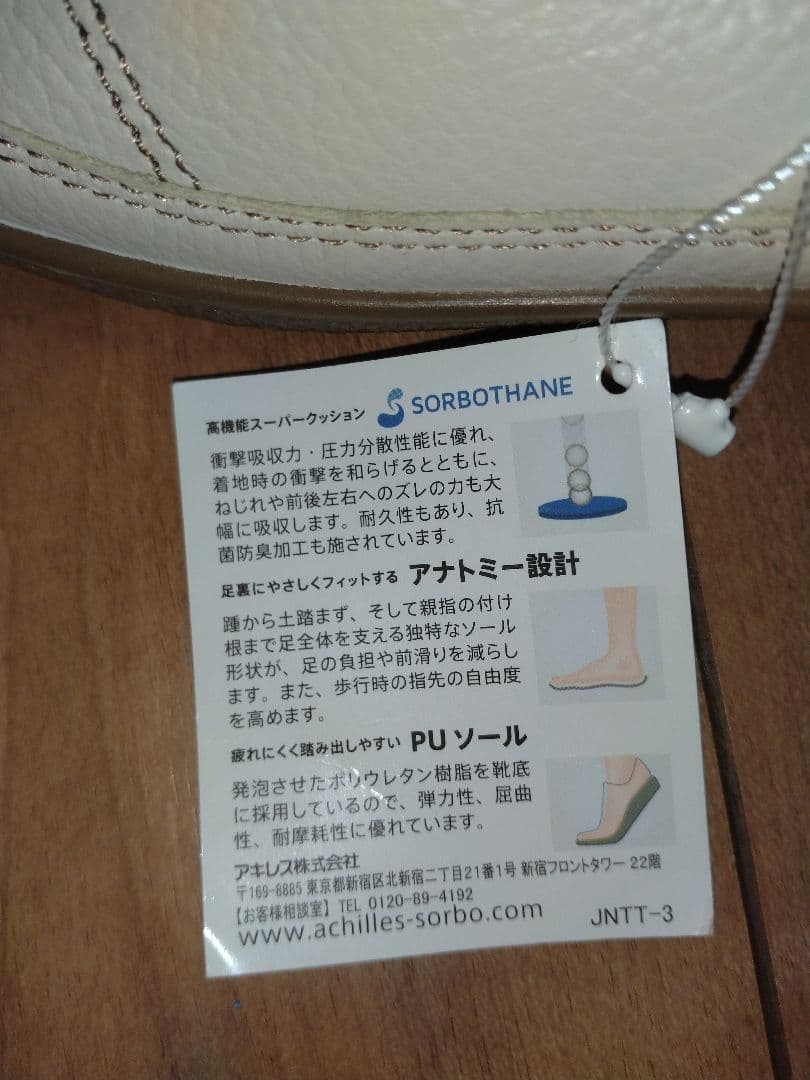 高機能スーパークッション SORBOTHANE
衝撃吸収力・圧力分散性能に優れ、
着地時の衝撃を和らげるとともに、
ねじれや前後左右へのズレの力も大
幅に吸収します。耐久性もあり、抗
菌防臭加工も施されています。
足裏にやさしくフィットする アナトミー設計
踵から土踏まず、そして親指の付け
根まで足全体を支える独特なソール
形状が、足の負担や前滑りを減らし
ます。また、歩行時の指先の自由度
を高めます。
疲れにくく踏み出しやすい PUソール
発泡させたポリウレタン樹脂を靴底
に採用しているので、弾力性、屈曲
性、耐摩耗性に優れています。
アキレス株式会社
〒169-8885 東京都新宿区北新宿二丁目21番1号 新宿フロントタワー 22階
【お客様相談室】TEL 0120-89-4192
www.achilles-sorbo.com JNTT-3